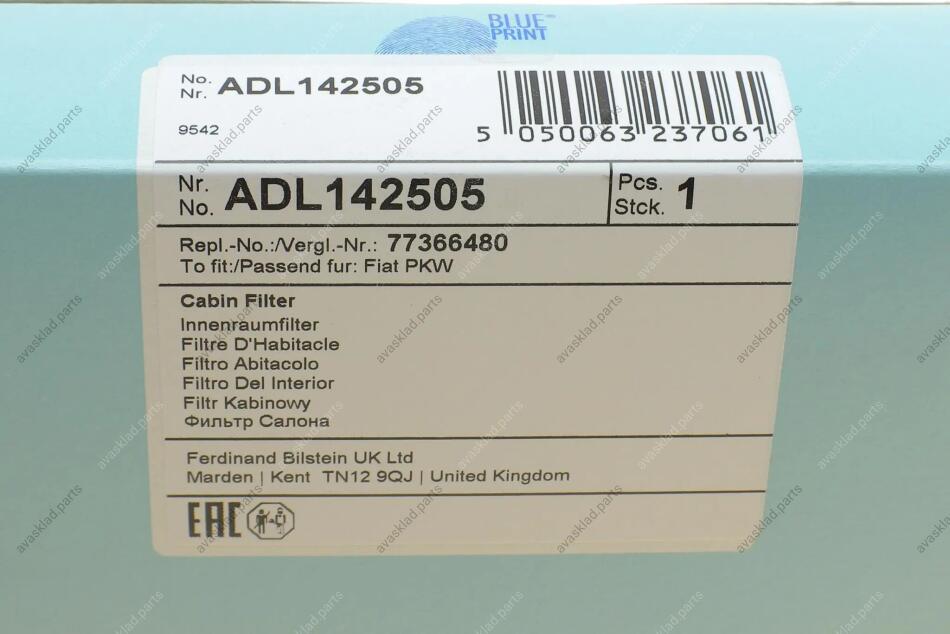 BLUE
PRINT
No. ADL142505
Nr.
9542
5 050063 237061
Nr. ADL142505
No.
Pcs. 1
Stck.
Repl.-No.:/Vergl.-Nr.: 77366480
To fit:/Passend fur: Fiat PKW
Cabin Filter
Innenraumfilter
Filtre D'Habitacle
Filtro Abitacolo
Filtro Del Interior
Filtr Kabinowy
Фильтр Салона
Ferdinand Bilstein UK Ltd
Marden | Kent TN12 9QJ | United Kingdom
EAC
avasklad.parts